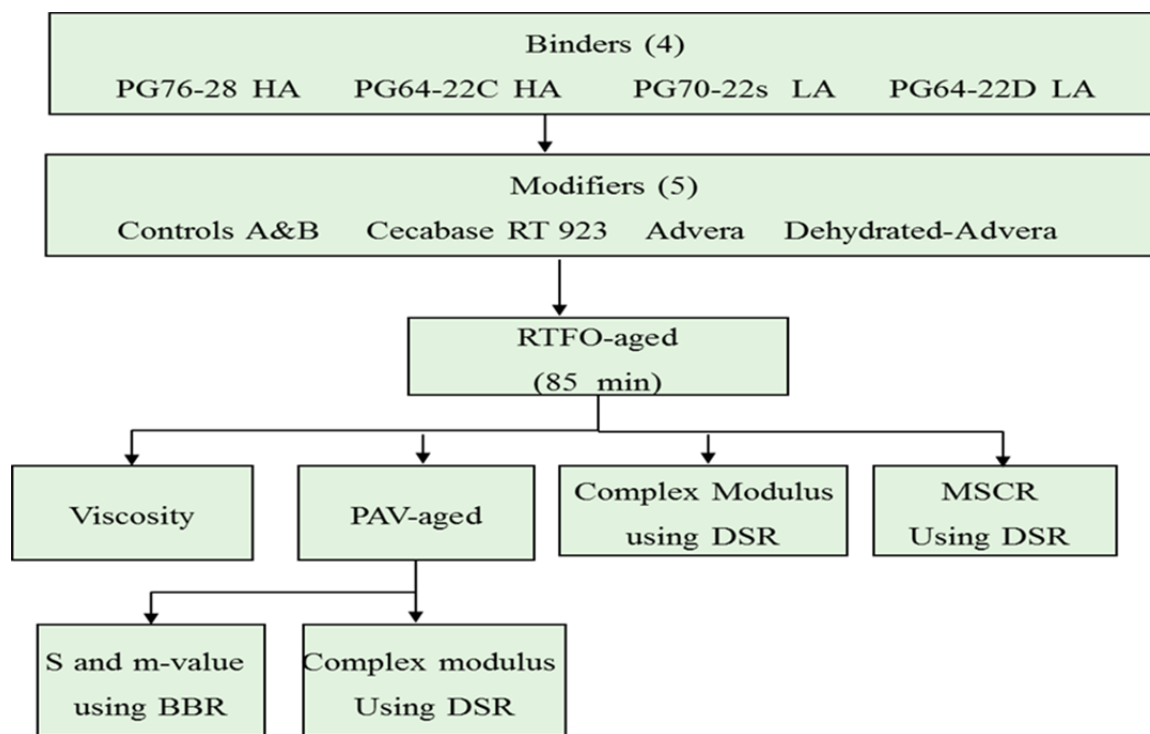 Binders (4)
PG76-28 HA PG64-22C HA PG70-22s LA PG64-22D LA
Modifiers (5)
Controls A&B Cecabase RT 923 Advera Dehydrated-Advera
RTFO-aged
(85 min)
Viscosity
PAV-aged
Complex Modulus
using DSR
MSCR
Using DSR
S and m-value
using BBR
Complex modulus
Using DSR